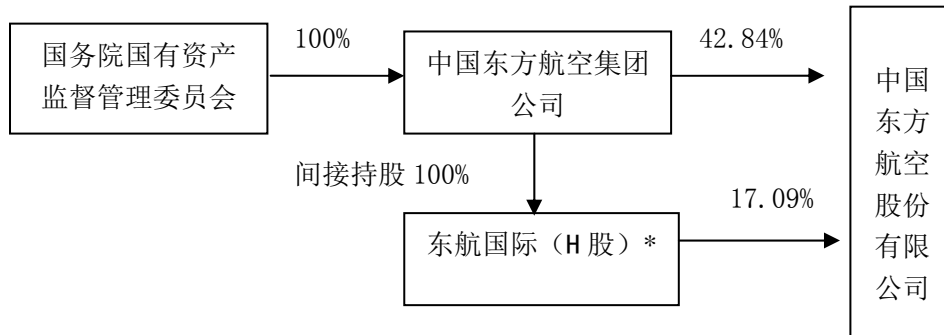 国务院国有资产
监督管理委员会
100%
中国东方航空集团
公司
42.84%
间接持股 100%
东航国际（H 股）*
17.09%
中国
东方
航空
股份
有限
公司